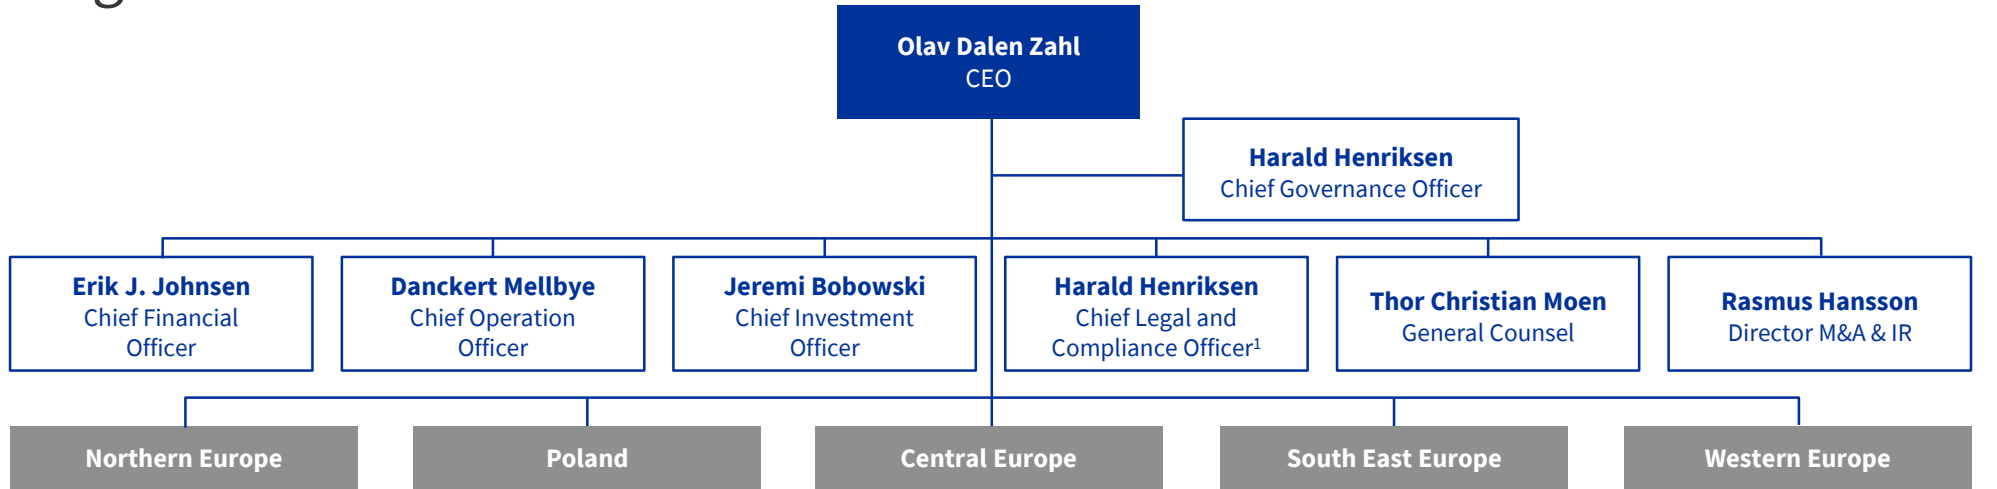 Olav Dalen Zahl
CEO
Harald Henriksen
Chief Governance Officer
Erik J. Johnsen
Chief Financial
Officer
Danckert Mellbye
Chief Operation
Officer
Jeremi Bobowski
Chief Investment
Officer
Harald Henriksen
Chief Legal and
Compliance Officer¹
Thor Christian Moen
General Counsel
Rasmus Hansson
Director M&A & IR
Northern Europe
Poland
Central Europe
South East Europe
Western Europe